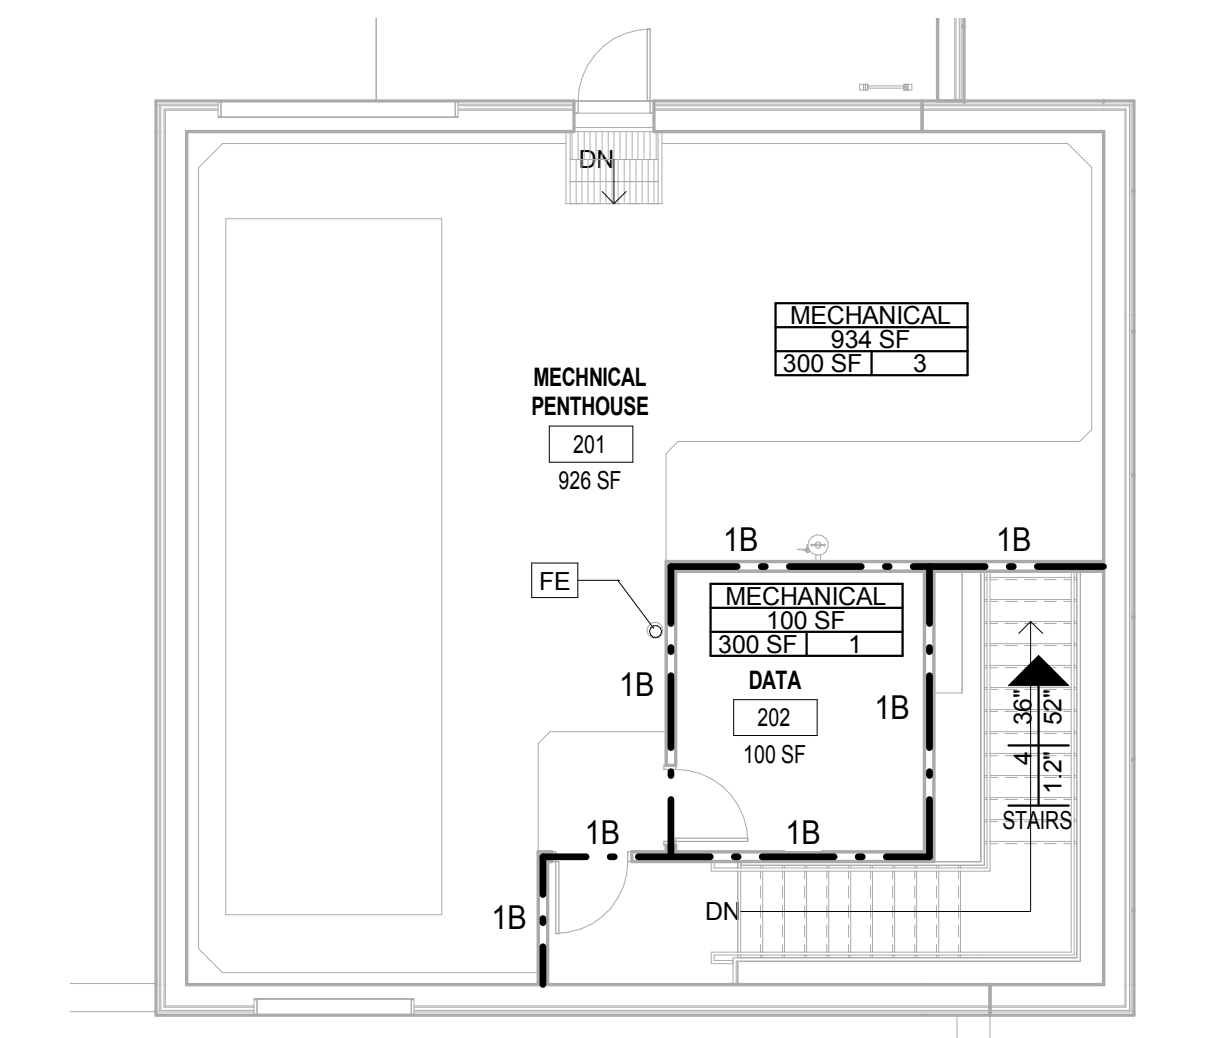 DN
MECHANICAL
934 SF
300 SF 3
MECHNICAL
PENTHOUSE
201
926 SF
1B
1B
FE
MECHANICAL
100 SF
300 SF 1
1B
DATA
202
100 SF
1B
36"
52"
4
1.2"
STAIRS
1B
1B
1B
DN